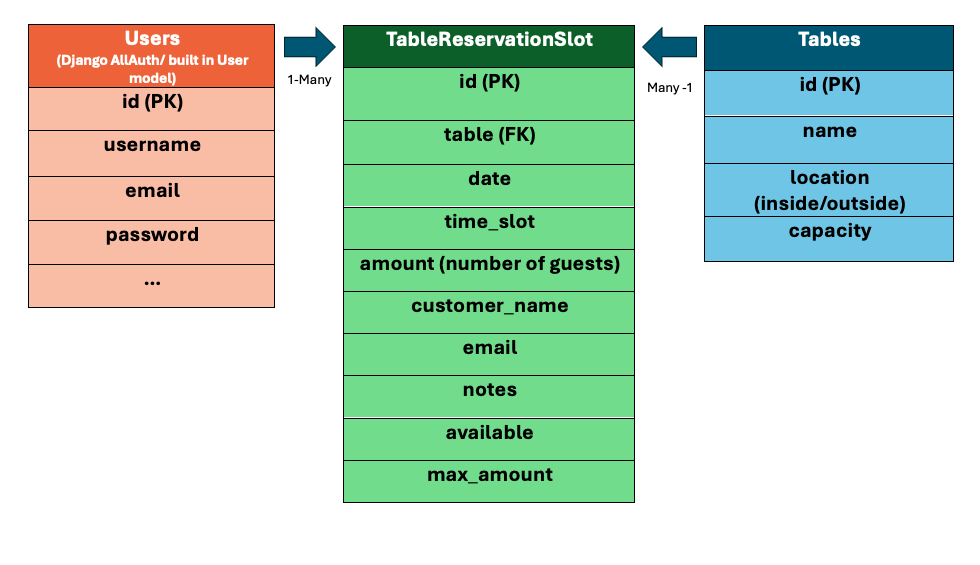 Users
(Django AllAuth/ built in User
model)
id (PK)
username
email
password
...
1-Many
TableReservationSlot
id (PK)
table (FK)
date
time_slot
amount (number of guests)
customer_name
email
notes
available
max_amount
Many -1
Tables
id (PK)
name
location
(inside/outside)
capacity